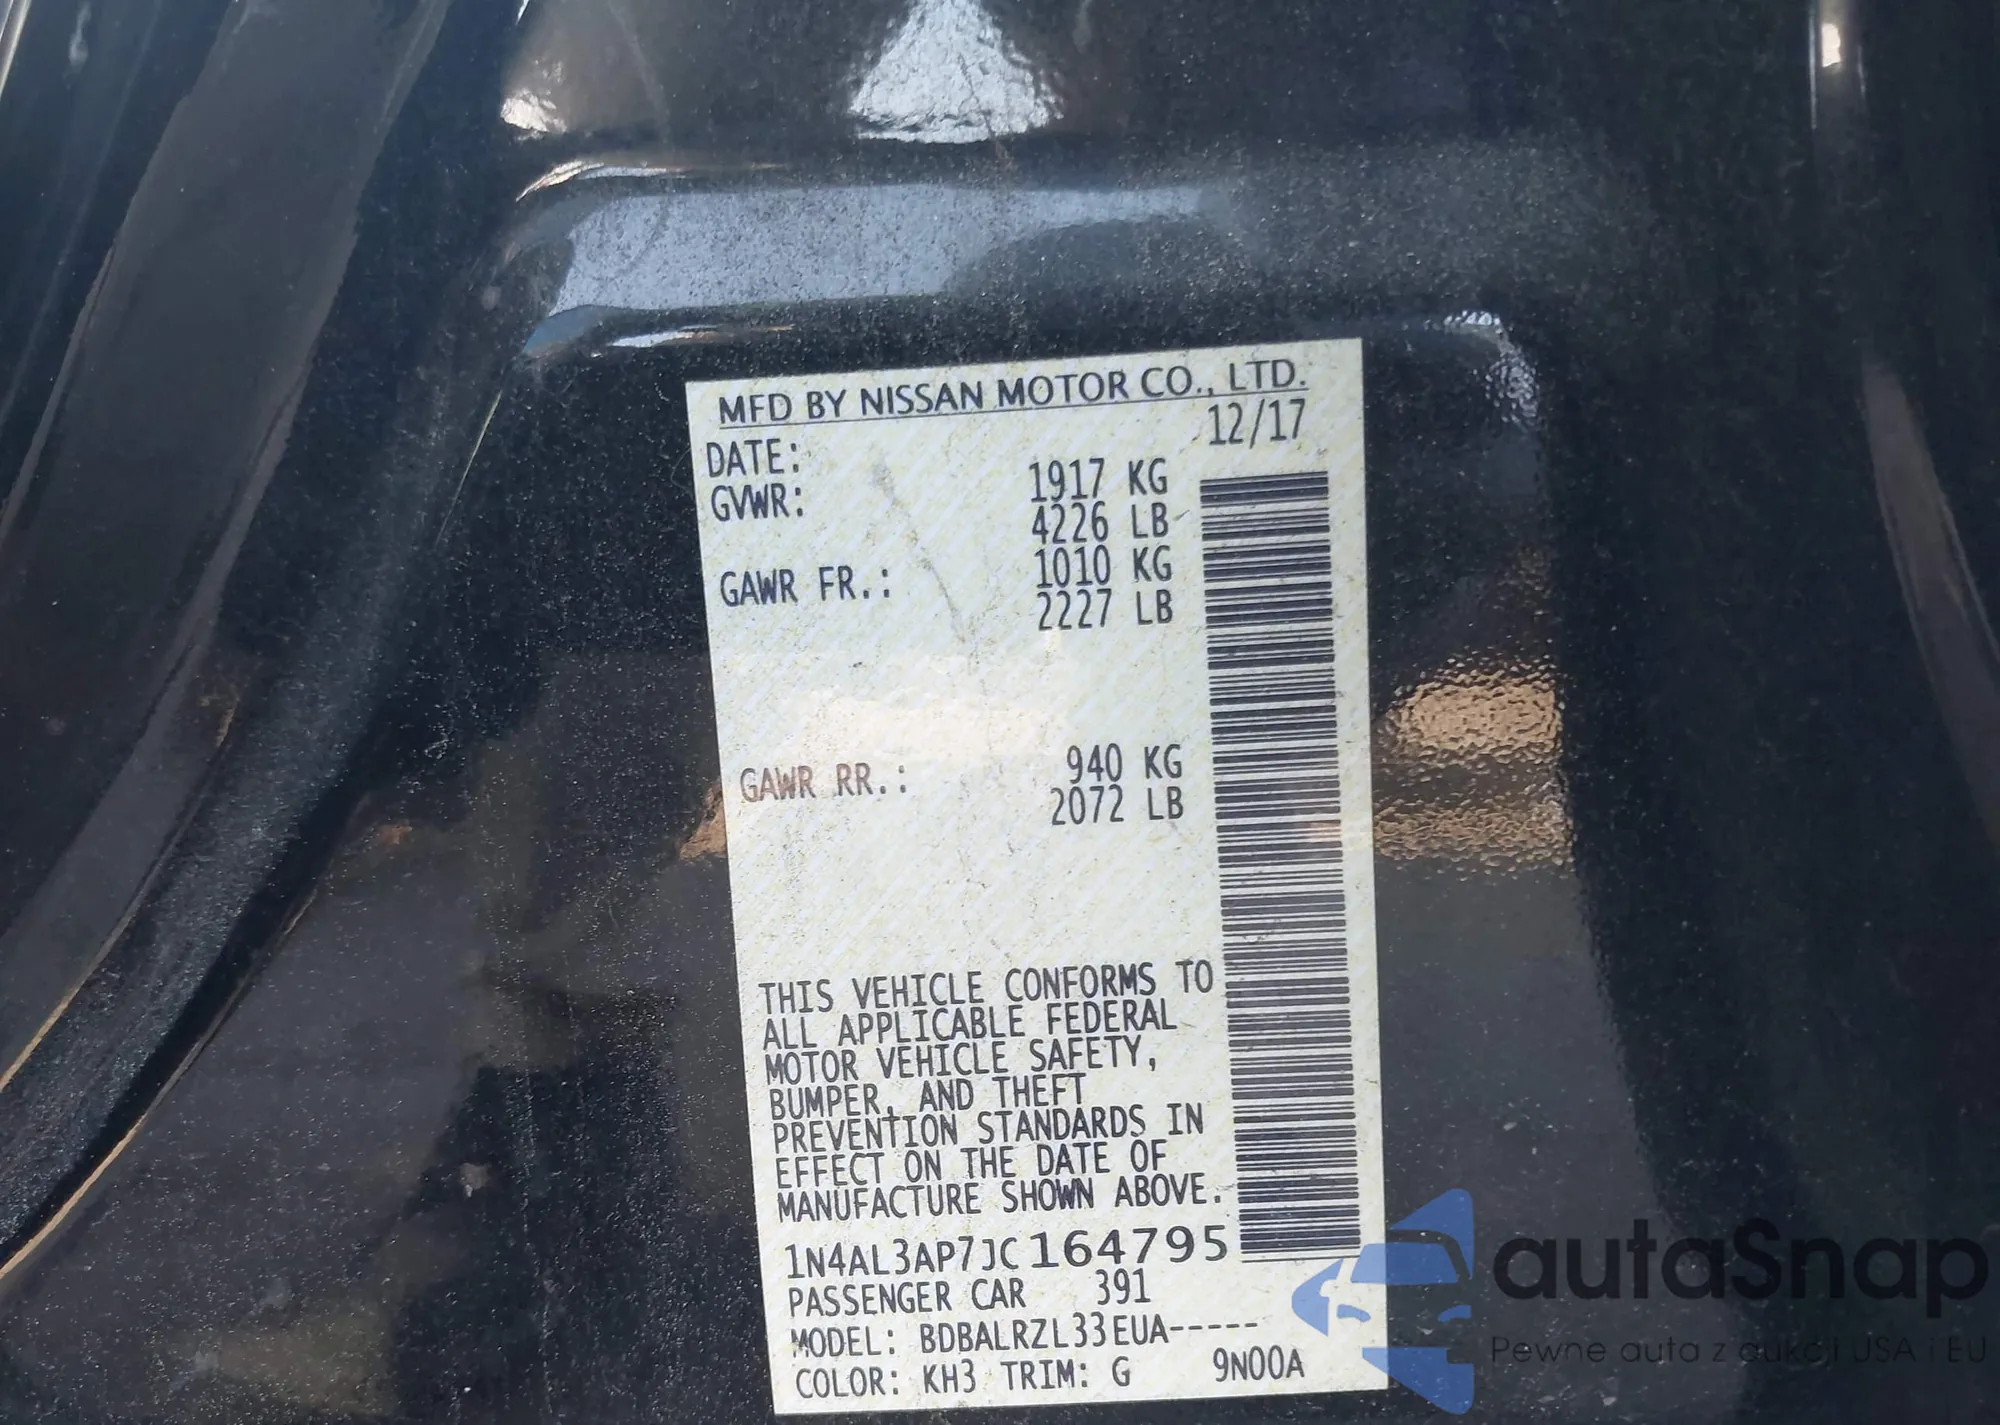 MFD BY NISSAN MOTOR CO., LTD.
DATE: 12/17
GVWR: 1917 KG
4226 LB
GAWR FR.: 1010 KG
2227 LB
GAWR RR.: 940 KG
2072 LB
THIS VEHICLE CONFORMS TO
ALL APPLICABLE FEDERAL
MOTOR VEHICLE SAFETY,
BUMPER, AND THEFT
PREVENTION STANDARDS IN
EFFECT ON THE DATE OF
MANUFACTURE SHOWN ABOVE.
1N4AL3AP7JC164795
PASSENGER CAR 391
MODEL: BDBALRZL33EUA-----
COLOR: KH3 TRIM: G 9N00A
autaSnap
Pewne auta z aukcji USA i EU